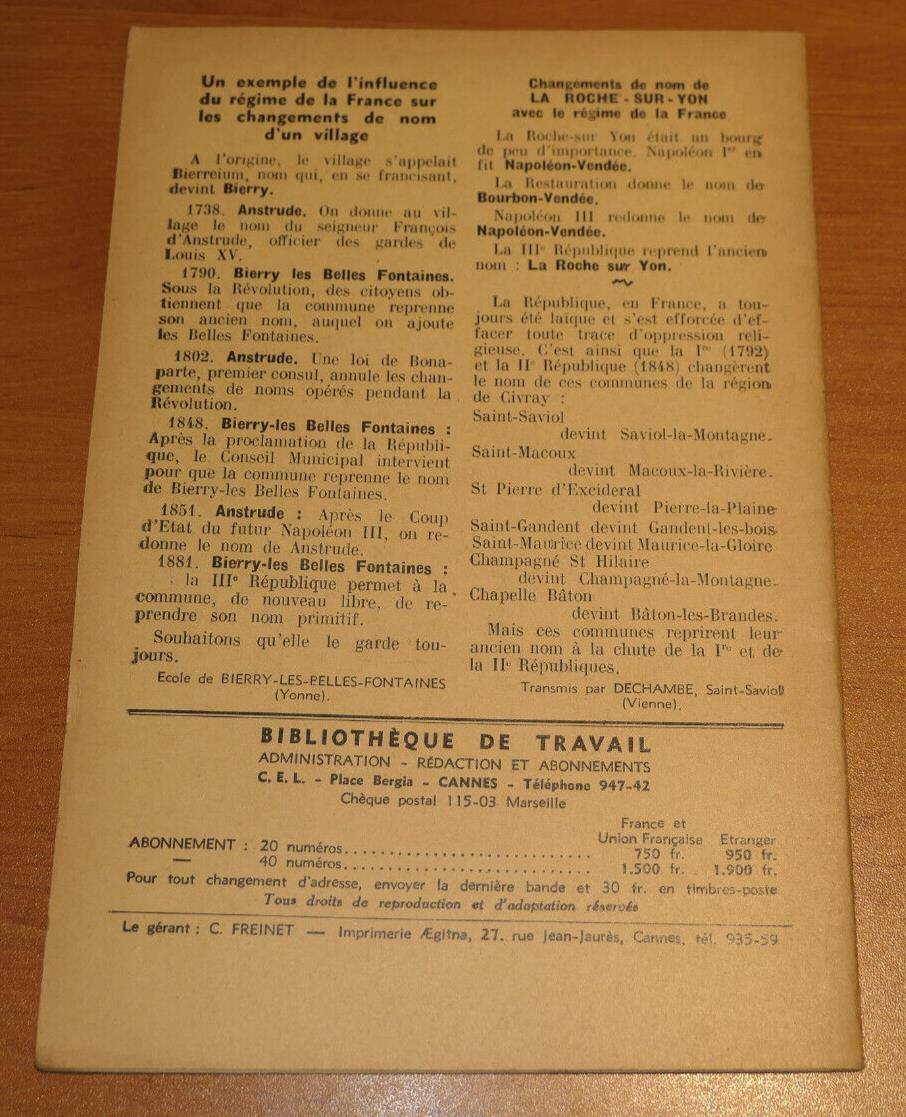 Un exemple de l'influence
du régime de la France sur
les changements de nom
d'un village
A l'origine, le village s'appelait
Bierreium, nom qui, en se francisant,
devint Bierry.
1738. Anstrude. On donne au vil-
lage le nom du seigneur François
d'Anstrude, officier des gardes de
Louis XV.
1790. Bierry les Belles Fontaines.
Sous la Révolution, des citoyens ob-
tiennent que la commune reprenne
son ancien nom, auquel on ajoute
les Belles Fontaines.
1802. Anstrude. Une loi de Bona-
parte, premier consul, annule les chan-
gements de noms opérés pendant la
Révolution.
1848. Bierry-les Belles Fontaines :
Après la proclamation de la Républi-
que, le Conseil Municipal intervient
pour que la commune reprenne le nom
de Bierry-les Belles Fontaines.
1851. Anstrude : Après le Coup
d'Etat du futur Napoléon III, on re-
donne le nom de Anstrude.
1881. Bierry-les Belles Fontaines :
: la IIIe République permet à la
commune, de nouveau libre, de re-
prendre son nom primitif.
Souhaitons qu'elle le garde tou-
jours.
Ecole de BIERRY-LES-BELLES-FONTAINES
(Yonne).
Changements de nom de
LA ROCHE-SUR-YON
avec le régime de la France
La Roche-sur Yon était un bourg
de peu d'importance. Napoléon Ier en
fit Napoléon-Vendée.
La Restauration donne le nom de
Bourbon-Vendée.
Napoléon III redonne le nom de
Napoléon-Vendée.
La IIIe République reprend l'ancien
nom : La Roche sur Yon.
La République, en France, a tou-
jours été laïque et s'est efforcée d'ef-
facer toute trace d'oppression reli-
gieuse. C'est ainsi que la Ire (1792)
et la IIe République (1848) changèrent
le nom de ces communes de la région
de Civray :
Saint-Saviol
devint Saviol-la-Montagne.
Saint-Macoux
devint Macoux-la-Rivière.
St Pierre d'Excideral
devint Pierre-la-Plaine
Saint-Gandent devint Gandent-les-bois
Saint-Maurice devint Maurice-la-Gloire
Champagné St Hilaire
devint Champagné-la-Montagne.
Chapelle Bâton
devint Bâton-les-Brandes.
Mais ces communes reprirent leur
ancien nom à la chute de la Ire et de
la IIe Républiques.
Transmis par DECHAMBE, Saint-Saviol
(Vienne).
BIBLIOTHÈQUE DE TRAVAIL
ADMINISTRATION - RÉDACTION ET ABONNEMENTS
C. E. L. - Place Bergia - CANNES - Téléphone 947-42
Chèque postal 115-03 Marseille
France et
Union Française Etranger
ABONNEMENT : 20 numéros.............................. 750 fr. 950 fr.
— 40 numéros.............................. 1.500 fr. 1.900 fr.
Pour tout changement d'adresse, envoyer la dernière bande et 30 fr. en timbres-poste
Tous droits de reproduction et d'adaptation réservés
Le gérant : C. FREINET — Imprimerie Ægitna, 27, rue Jean-Jaurès, Cannes, tél. 935-59